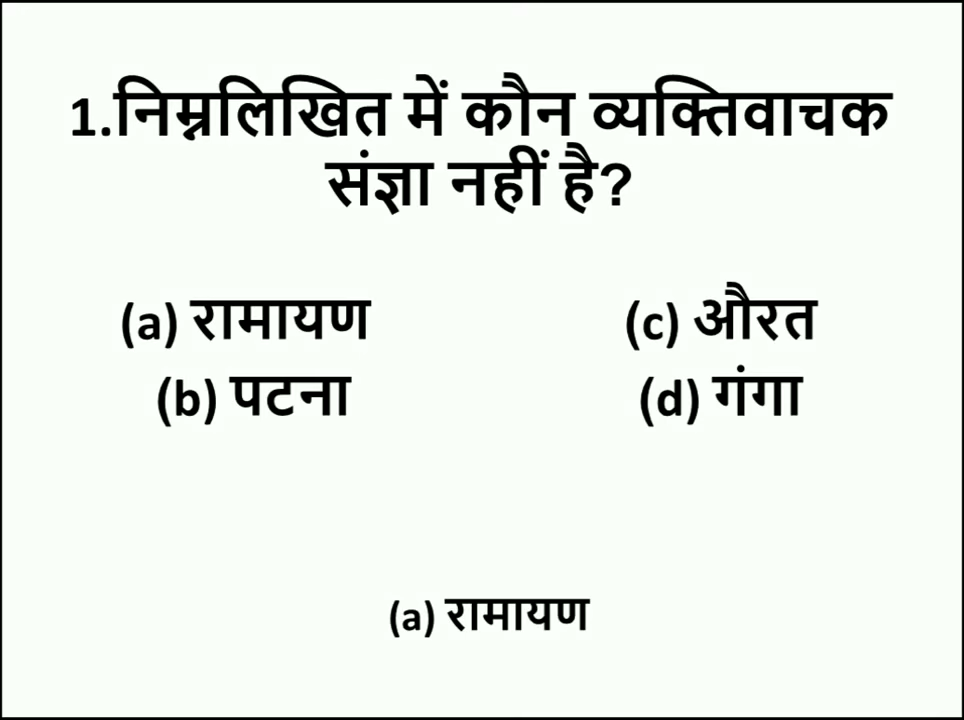 1.निम्नलिखित में कौन व्यक्तिवाचक
संज्ञा नहीं है?
(a) रामायण
(b) पटना
(c) औरत
(d) गंगा
(a) रामायण